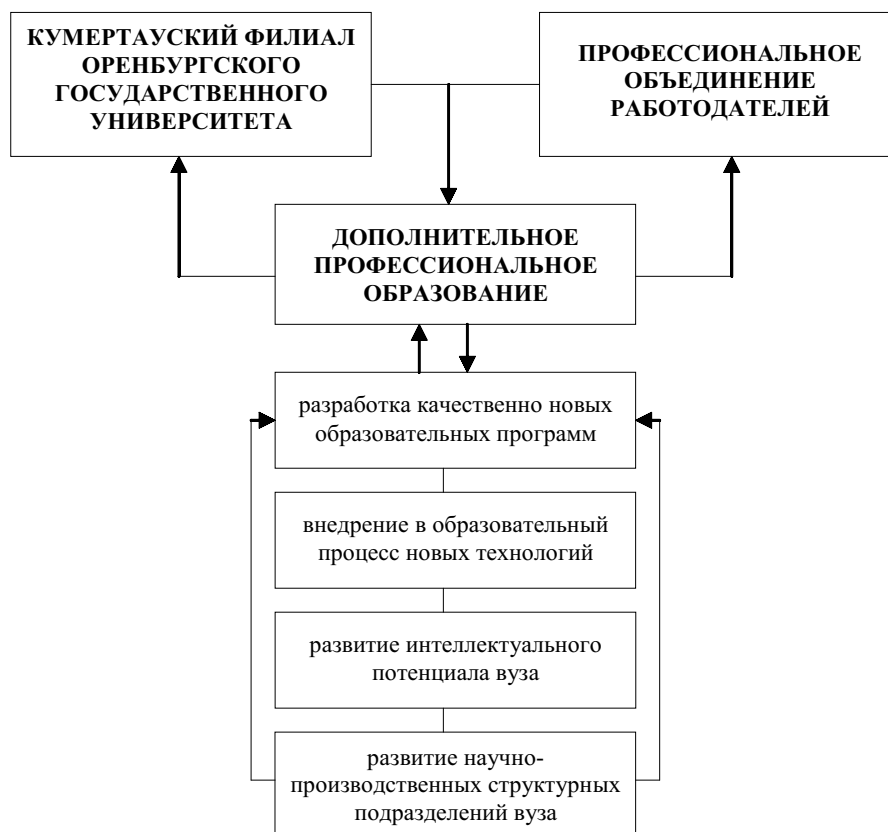 КУМЕРТАУСКИЙ ФИЛИАЛ
ОРЕНБУРГСКОГО
ГОСУДАРСТВЕННОГО
УНИВЕРСИТЕТА
ПРОФЕССИОНАЛЬНОЕ
ОБЪЕДИНЕНИЕ
РАБОТОДАТЕЛЕЙ
ДОПОЛНИТЕЛЬНОЕ
ПРОФЕССИОНАЛЬНОЕ
ОБРАЗОВАНИЕ
разработка качественно новых
образовательных программ
внедрение в образовательный
процесс новых технологий
развитие интеллектуального
потенциала вуза
развитие научно-
производственных структурных
подразделений вуза